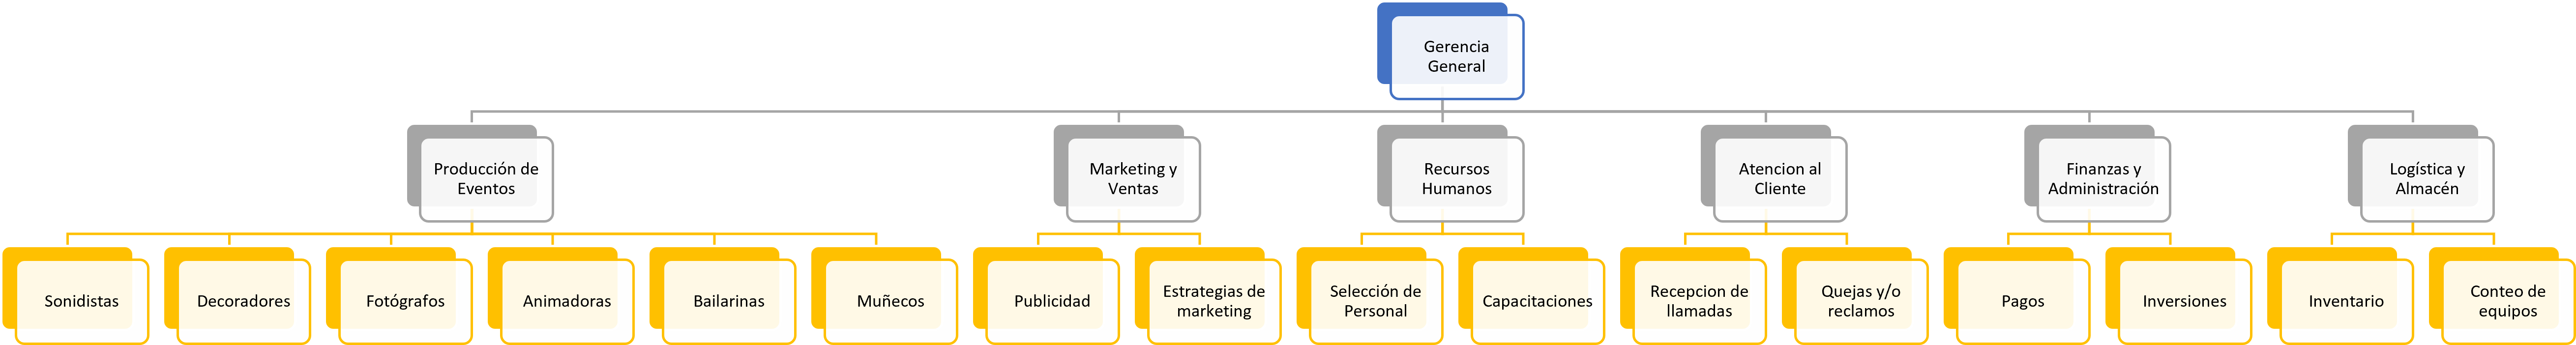 Gerencia
General
Producción de
Eventos
Marketing y
Ventas
Recursos
Humanos
Atencion al
Cliente
Finanzas y
Administración
Logística y
Almacén
Sonidistas
Decoradores
Fotógrafos
Animadoras
Bailarinas
Muñecos
Publicidad
Estrategias de
marketing
Selección de
Personal
Capacitaciones
Recepcion de
llamadas
Quejas y/o
reclamos
Pagos
Inversiones
Inventario
Conteo de
equipos